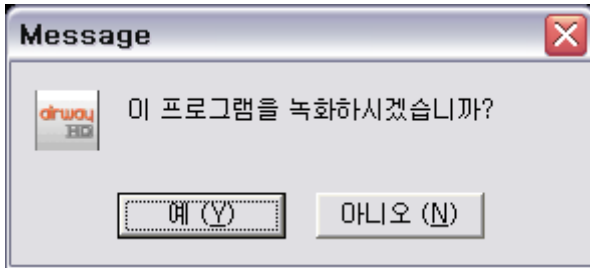 Message
airway
HD
이 프로그램을 녹화하시겠습니까?
예 (Y)
아니오 (N)